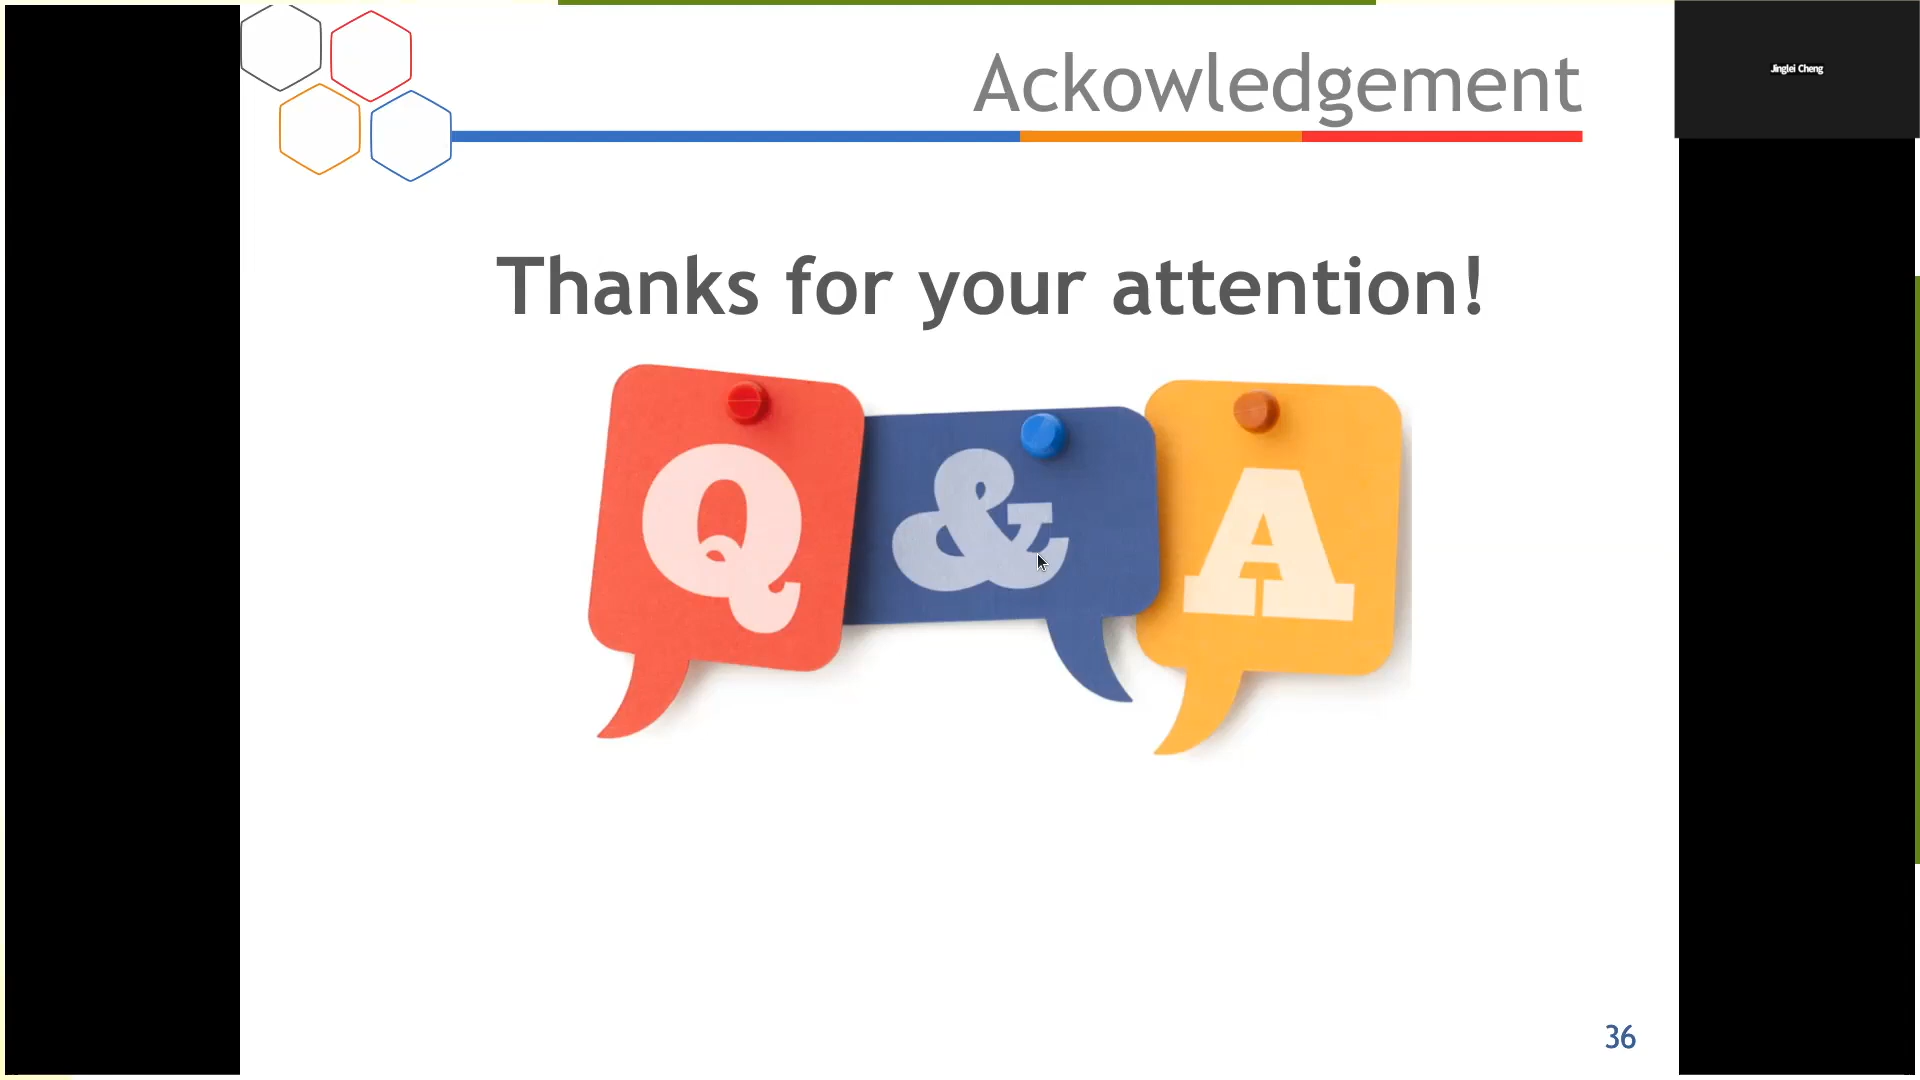 Ackowledgement
Jinglei Cheng
Thanks for your attention!
Q & A
36